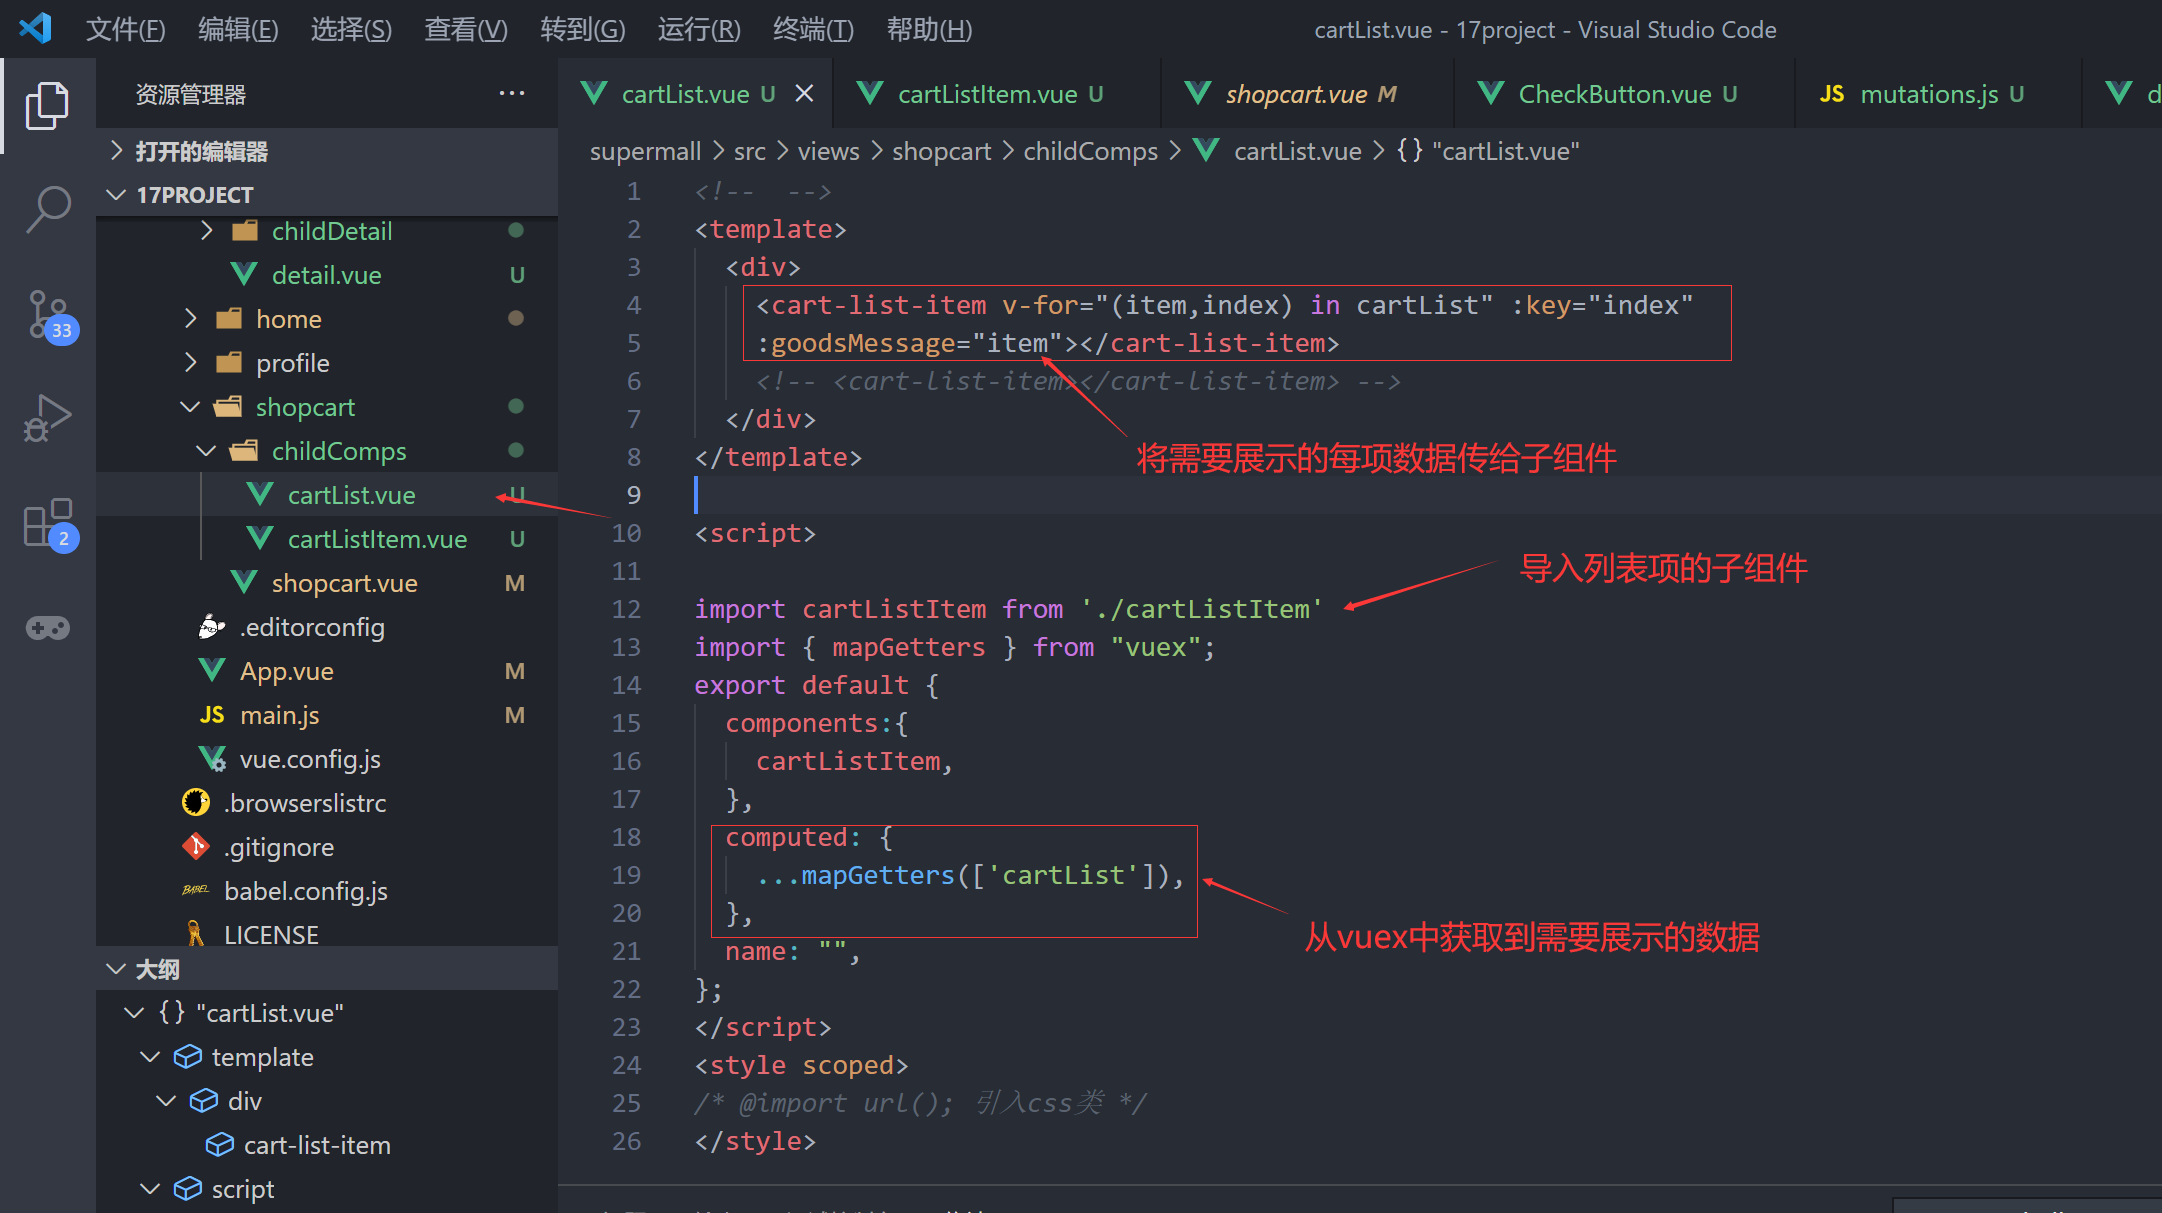 文件(F) 编辑(E) 选择(S) 查看(V) 转到(G) 运行(R) 终端(T) 帮助(H)
cartList.vue - 17project - Visual Studio Code
资源管理器 ···
打开的编辑器
17PROJECT
childDetail
detail.vue U
home
profile
shopcart
childComps
cartList.vue U
cartListItem.vue U
shopcart.vue M
.editorconfig
App.vue M
JS main.js M
vue.config.js
.browserslistrc
.gitignore
BABEL babel.config.js
LICENSE
大纲
{} "cartList.vue"
template
div
cart-list-item
script
33
2
cartList.vue U × cartListItem.vue U shopcart.vue M CheckButton.vue U JS mutations.js U d
supermall > src > views > shopcart > childComps > cartList.vue > {} "cartList.vue"
1 <!--  -->
2 <template>
3 <div>
4 <cart-list-item v-for="(item,index) in cartList" :key="index"
5 :goodsMessage="item"></cart-list-item>
6 <!-- <cart-list-item></cart-list-item> -->
7 </div>
将需要展示的每项数据传给子组件
8 </template>
9
10 <script>
导入列表项的子组件
11
12 import cartListItem from './cartListItem'
13 import { mapGetters } from "vuex";
14 export default {
15 components:{
16 cartListItem,
17 },
18 computed: {
19 ...mapGetters(['cartList']),
20 },
从vuex中获取到需要展示的数据
21 name: "",
22 };
23 </script>
24 <style scoped>
25 /* @import url(); 引入css类 */
26 </style>